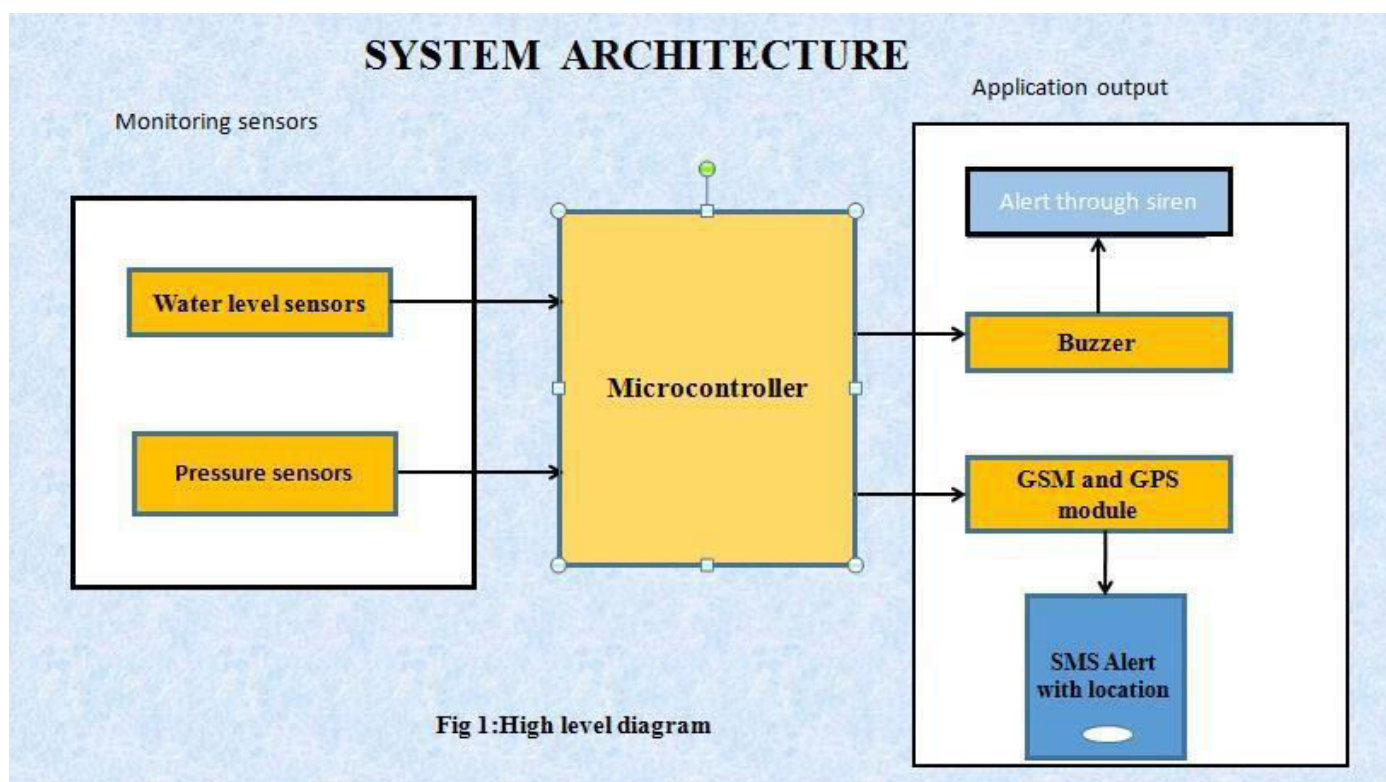 SYSTEM ARCHITECTURE
Application output
Monitoring sensors
Alert through siren
Water level sensors
Buzzer
Microcontroller
Pressure sensors
GSM and GPS
module
SMS Alert
with location
Fig 1:High level diagram